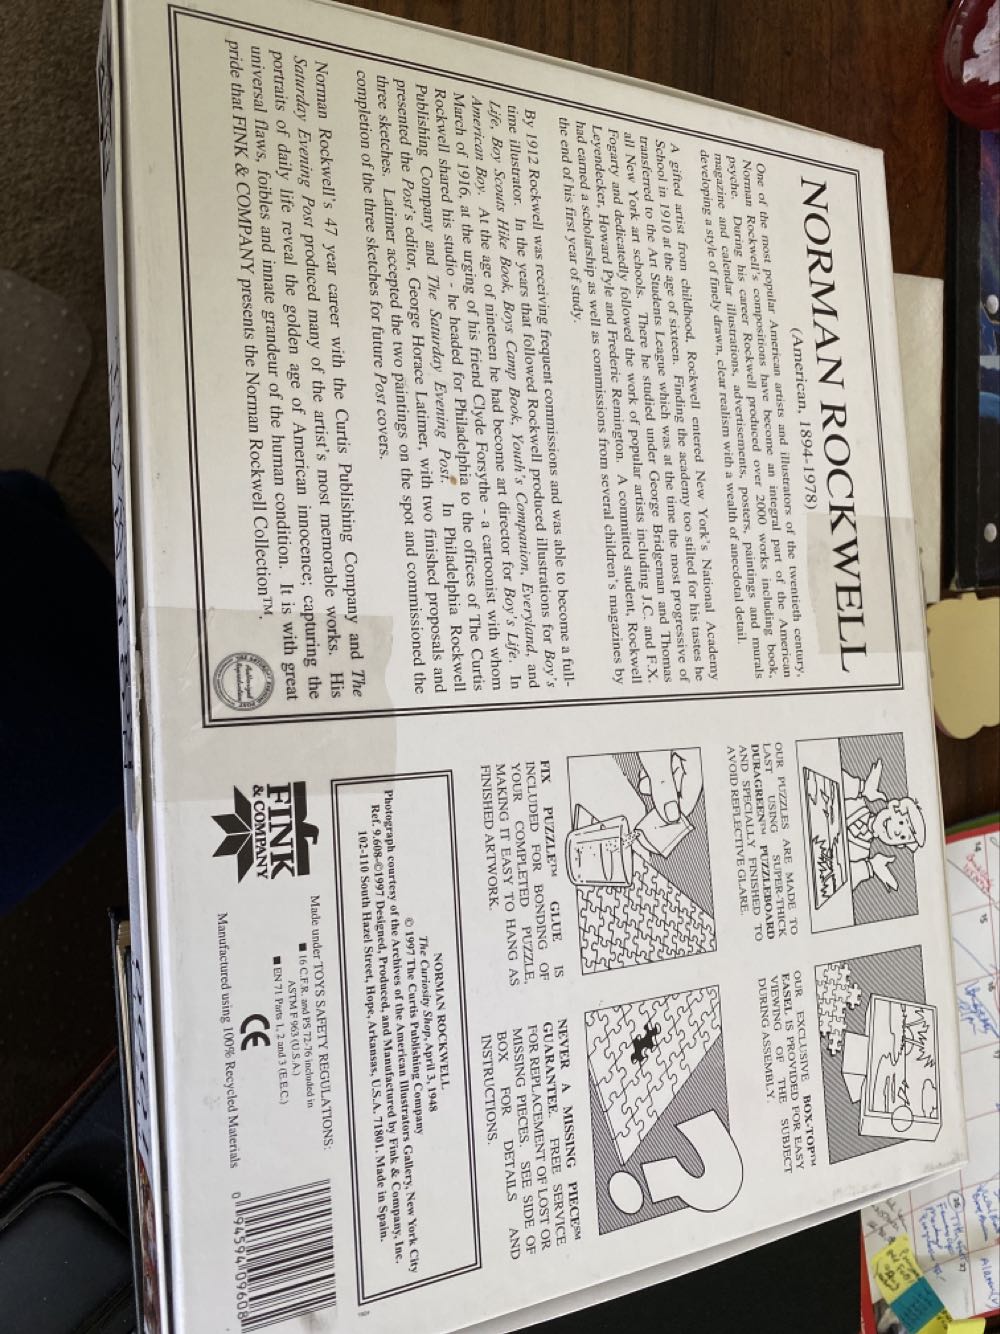 NORMAN ROCKWELL
(American, 1894-1978)
One of the most popular American artists and illustrators of the twentieth century,
Norman Rockwell's compositions have become an integral part of the American
psyche. During his career Rockwell produced over 2000 works including book,
magazine and calendar illustrations, advertisements, posters, paintings and murals
developing a style of finely drawn, clear realism with a wealth of anecdotal detail.
A gifted artist from childhood, Rockwell entered New York's National Academy
School in 1910 at the age of sixteen. Finding the academy too stilted for his tastes he
transferred to the Art Students League which was at the time the most progressive of
all New York art schools. There he studied under George Bridgeman and Thomas
Fogarty and dedicatedly followed the work of popular artists including J.C. and F.X.
Leyendecker, Howard Pyle and Frederic Remington. A committed student, Rockwell
had earned a scholarship as well as commissions from several children's magazines by
the end of his first year of study.
By 1912 Rockwell was receiving frequent commissions and was able to become a full-
time illustrator. In the years that followed Rockwell produced illustrations for Boy's
Life, Boy Scouts Hike Book, Boys Camp Book, Youth's Companion, Everyland, and
American Boy. At the age of nineteen he had become art director for Boy's Life. In
March of 1916, at the urging of his friend Clyde Forsythe - a cartoonist with whom
Rockwell shared his studio - he headed for Philadelphia to the offices of The Curtis
Publishing Company and The Saturday Evening Post. In Philadelphia Rockwell
presented the Post's editor, George Horace Latimer, with two finished proposals and
three sketches. Latimer accepted the two paintings on the spot and commissioned the
completion of the three sketches for future Post covers.
Norman Rockwell's 47 year career with the Curtis Publishing Company and The
Saturday Evening Post produced many of the artist's most memorable works. His
portraits of daily life reveal the golden age of American innocence; capturing the
universal flaws, foibles and innate grandeur of the human condition. It is with great
pride that FINK & COMPANY presents the Norman Rockwell Collection™.
OUR PUZZLES ARE MADE TO
LAST USING SUPER-THICK
DURAGREEN™ PUZZLEBOARD
AND SPECIALLY FINISHED TO
AVOID REFLECTIVE GLARE.
OUR EXCLUSIVE BOX-TOP™
EASEL IS PROVIDED FOR EASY
VIEWING OF THE SUBJECT
DURING ASSEMBLY.
FIX PUZZLE™ GLUE IS
INCLUDED FOR BONDING OF
YOUR COMPLETED PUZZLE,
MAKING IT EASY TO HANG AS
FINISHED ARTWORK.
NEVER A MISSING PIECE℠
GUARANTEE. FREE SERVICE
FOR REPLACEMENT OF LOST OR
MISSING PIECES. SEE SIDE OF
BOX FOR DETAILS AND
INSTRUCTIONS.
NORMAN ROCKWELL
The Curiosity Shop, April 3, 1948
© 1997 The Curtis Publishing Company
Photograph courtesy of the Archives of the American Illustrators Gallery, New York City
Ref. 9.608-©1997 Designed, Produced, and Manufactured by Fink & Company, Inc.
102-110 South Hazel Street, Hope, Arkansas, U.S.A. 71801. Made in Spain.
FINK
& COMPANY
Made under TOYS SAFETY REGULATIONS:
■ 16 C.F.R. and PS 72-76 included in
ASTM F 963 (U.S.A.)
■ EN 71 Parts 1, 2 and 3 (E.E.C.)
CE
Manufactured using 100% Recycled Materials
0 94594 09608